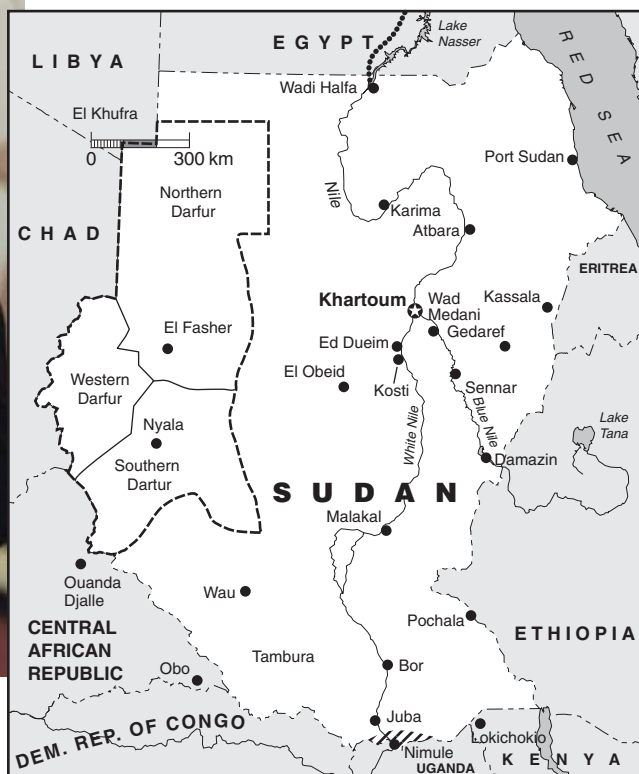 EGYPT
Lake
Nasser
LIBYA
RED SEA
Wadi Halfa
El Khufra
0 300 km
Port Sudan
Northern
Darfur
Nile
Karima
CHAD
Atbara
ERITREA
Khartoum
Wad
Medani
Kassala
Gedaref
El Fasher
Ed Dueim
El Obeid
Western
Darfur
Kosti
Sennar
Nyala
White Nile
Blue Nile
Lake
Tana
Southern
Dartur
Damazin
SUDAN
Malakal
Ouanda
Djalle
Wau
Pochala
CENTRAL
AFRICAN
REPUBLIC
ETHIOPIA
Tambura
Obo
Bor
Juba
DEM. REP. OF CONGO
Lokichokio
Nimule
UGANDA
KENYA